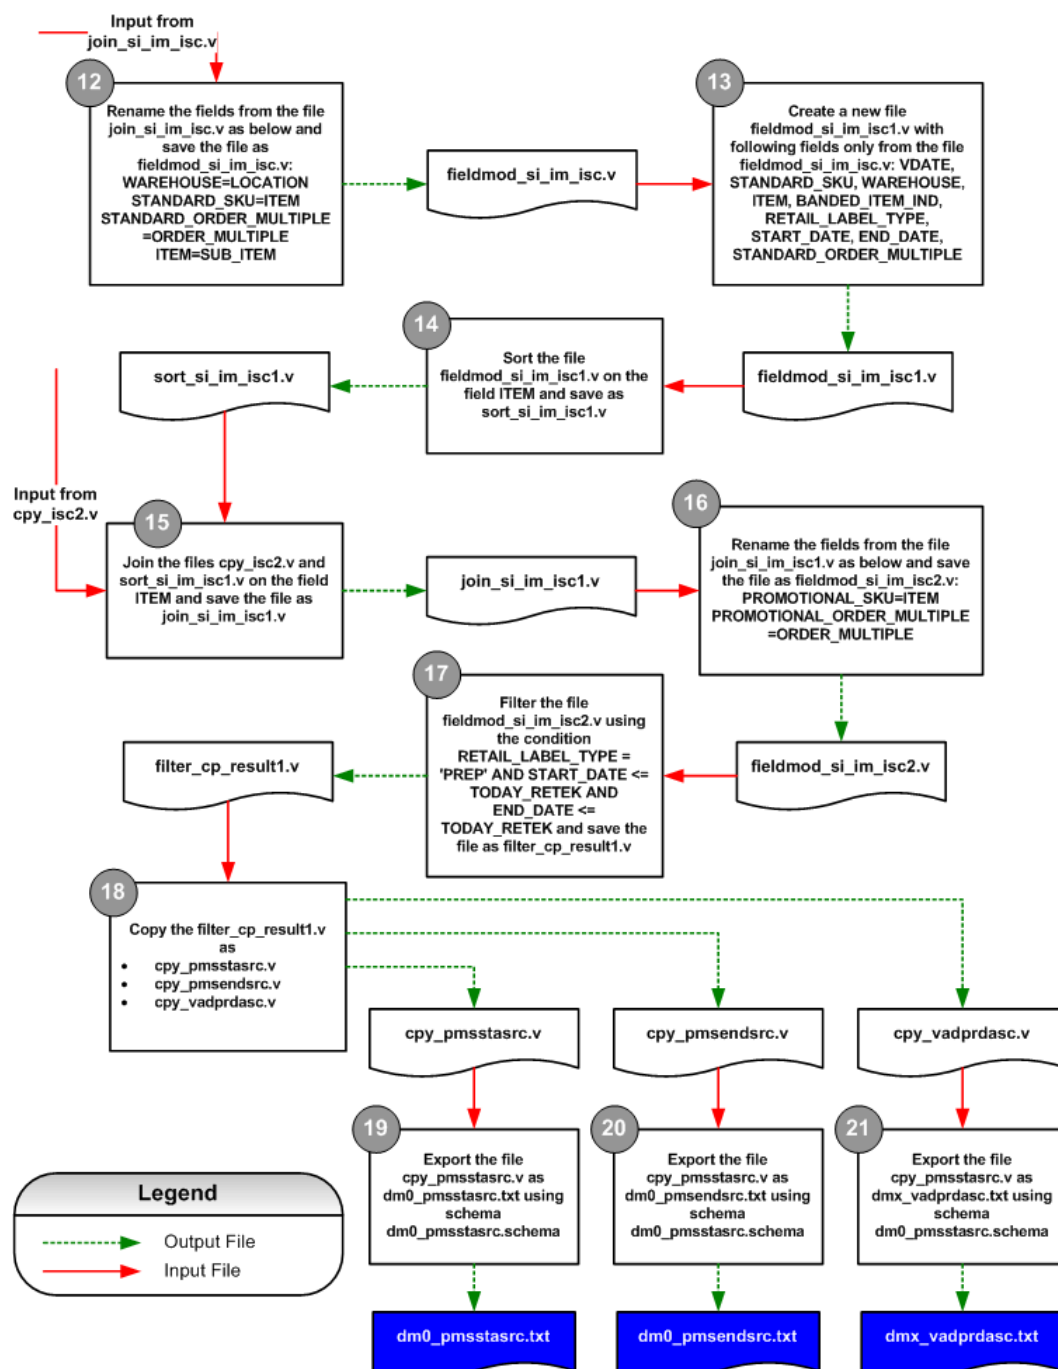 Input from
join_si_im_isc.v
12
Rename the fields from the file
join_si_im_isc.v as below and
save the file as
fieldmod_si_im_isc.v:
WAREHOUSE=LOCATION
STANDARD_SKU=ITEM
STANDARD_ORDER_MULTIPLE
=ORDER_MULTIPLE
ITEM=SUB_ITEM
fieldmod_si_im_isc.v
13
Create a new file
fieldmod_si_im_isc1.v with
following fields only from the file
fieldmod_si_im_isc.v: VDATE,
STANDARD_SKU, WAREHOUSE,
ITEM, BANDED_ITEM_IND,
RETAIL_LABEL_TYPE,
START_DATE, END_DATE,
STANDARD_ORDER_MULTIPLE
fieldmod_si_im_isc1.v
14
Sort the file
fieldmod_si_im_isc1.v on the
field ITEM and save as
sort_si_im_isc1.v
sort_si_im_isc1.v
Input from
cpy_isc2.v
15
Join the files cpy_isc2.v and
sort_si_im_isc1.v on the field
ITEM and save the file as
join_si_im_isc1.v
join_si_im_isc1.v
16
Rename the fields from the file
join_si_im_isc1.v as below and save
the file as fieldmod_si_im_isc2.v:
PROMOTIONAL_SKU=ITEM
PROMOTIONAL_ORDER_MULTIPLE
=ORDER_MULTIPLE
fieldmod_si_im_isc2.v
17
Filter the file
fieldmod_si_im_isc2.v using
the condition
RETAIL_LABEL_TYPE =
'PREP' AND START_DATE <=
TODAY_RETEK AND
END_DATE <=
TODAY_RETEK and save the
file as filter_cp_result1.v
filter_cp_result1.v
18
Copy the filter_cp_result1.v
as
• cpy_pmsstasrc.v
• cpy_pmsendsrc.v
• cpy_vadprdasc.v
cpy_pmsstasrc.v
cpy_pmsendsrc.v
cpy_vadprdasc.v
19
Export the file
cpy_pmsstasrc.v as
dm0_pmsstasrc.txt using
schema
dm0_pmsstasrc.schema
20
Export the file
cpy_pmsstasrc.v as
dm0_pmsendsrc.txt using
schema
dm0_pmsstasrc.schema
21
Export the file
cpy_pmsstasrc.v as
dmx_vadprdasc.txt using
schema
dm0_pmsstasrc.schema
dm0_pmsstasrc.txt
dm0_pmsendsrc.txt
dmx_vadprdasc.txt
Legend
Output File
Input File